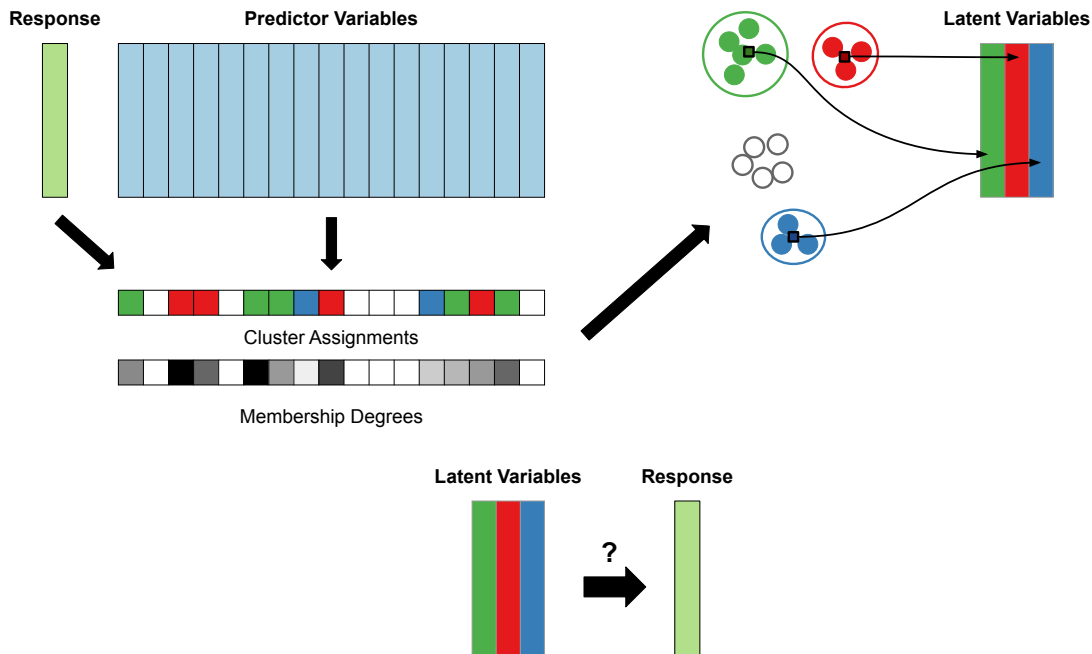 Response
Predictor Variables
Latent Variables
Cluster Assignments
Membership Degrees
Latent Variables
Response
?